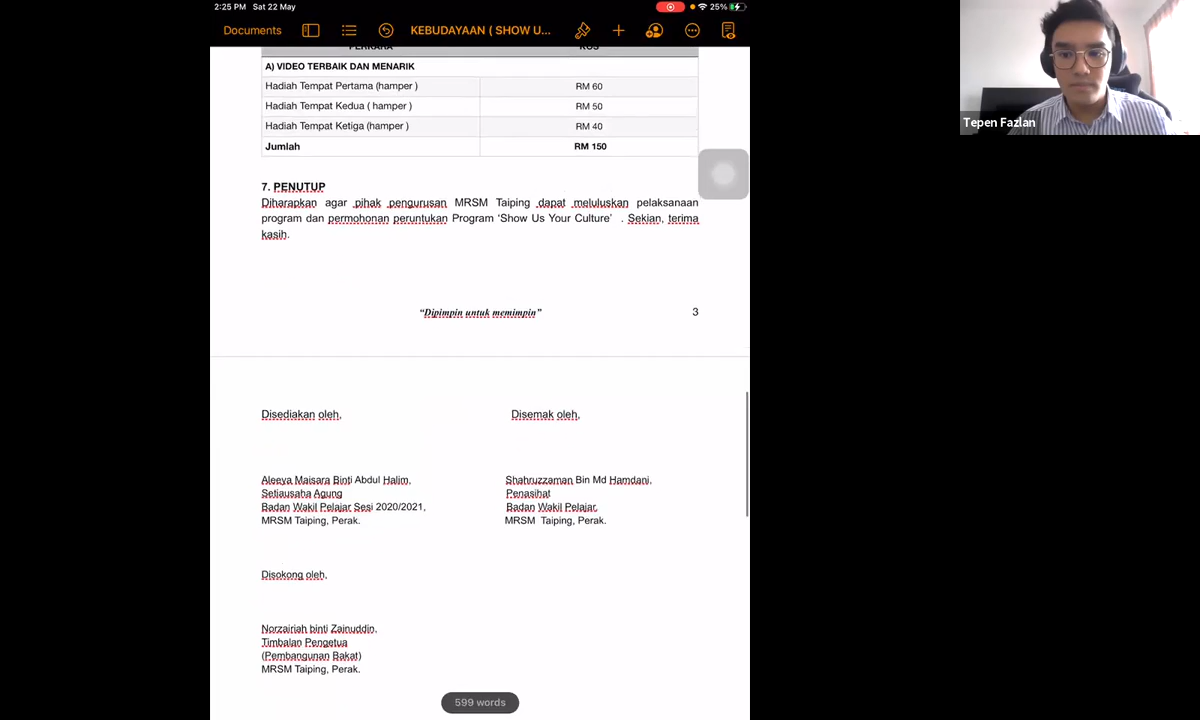 2:25 PM Sat 22 May 25%
Documents KEBUDAYAAN ( SHOW U...
PERKARA KOS
A) VIDEO TERBAIK DAN MENARIK
Hadiah Tempat Pertama (hamper ) RM 60
Hadiah Tempat Kedua ( hamper ) RM 50
Hadiah Tempat Ketiga (hamper ) RM 40
Jumlah RM 150
7. PENUTUP
Diharapkan agar pihak pengurusan MRSM Taiping dapat meluluskan pelaksanaan
program dan permohonan peruntukan Program ‘Show Us Your Culture’ . Sekian, terima
kasih.
“Dipimpin untuk memimpin” 3
Disediakan oleh, Disemak oleh,
Aleeya Maisara Binti Abdul Halim, Shahruzzaman Bin Md Hamdani,
Setiausaha Agung Penasihat
Badan Wakil Pelajar Sesi 2020/2021, Badan Wakil Pelajar,
MRSM Taiping, Perak. MRSM Taiping, Perak.
Disokong oleh,
Norzairiah binti Zainuddin,
Timbalan Pengetua
(Pembangunan Bakat)
MRSM Taiping, Perak.
599 words
Tepen Fazlan